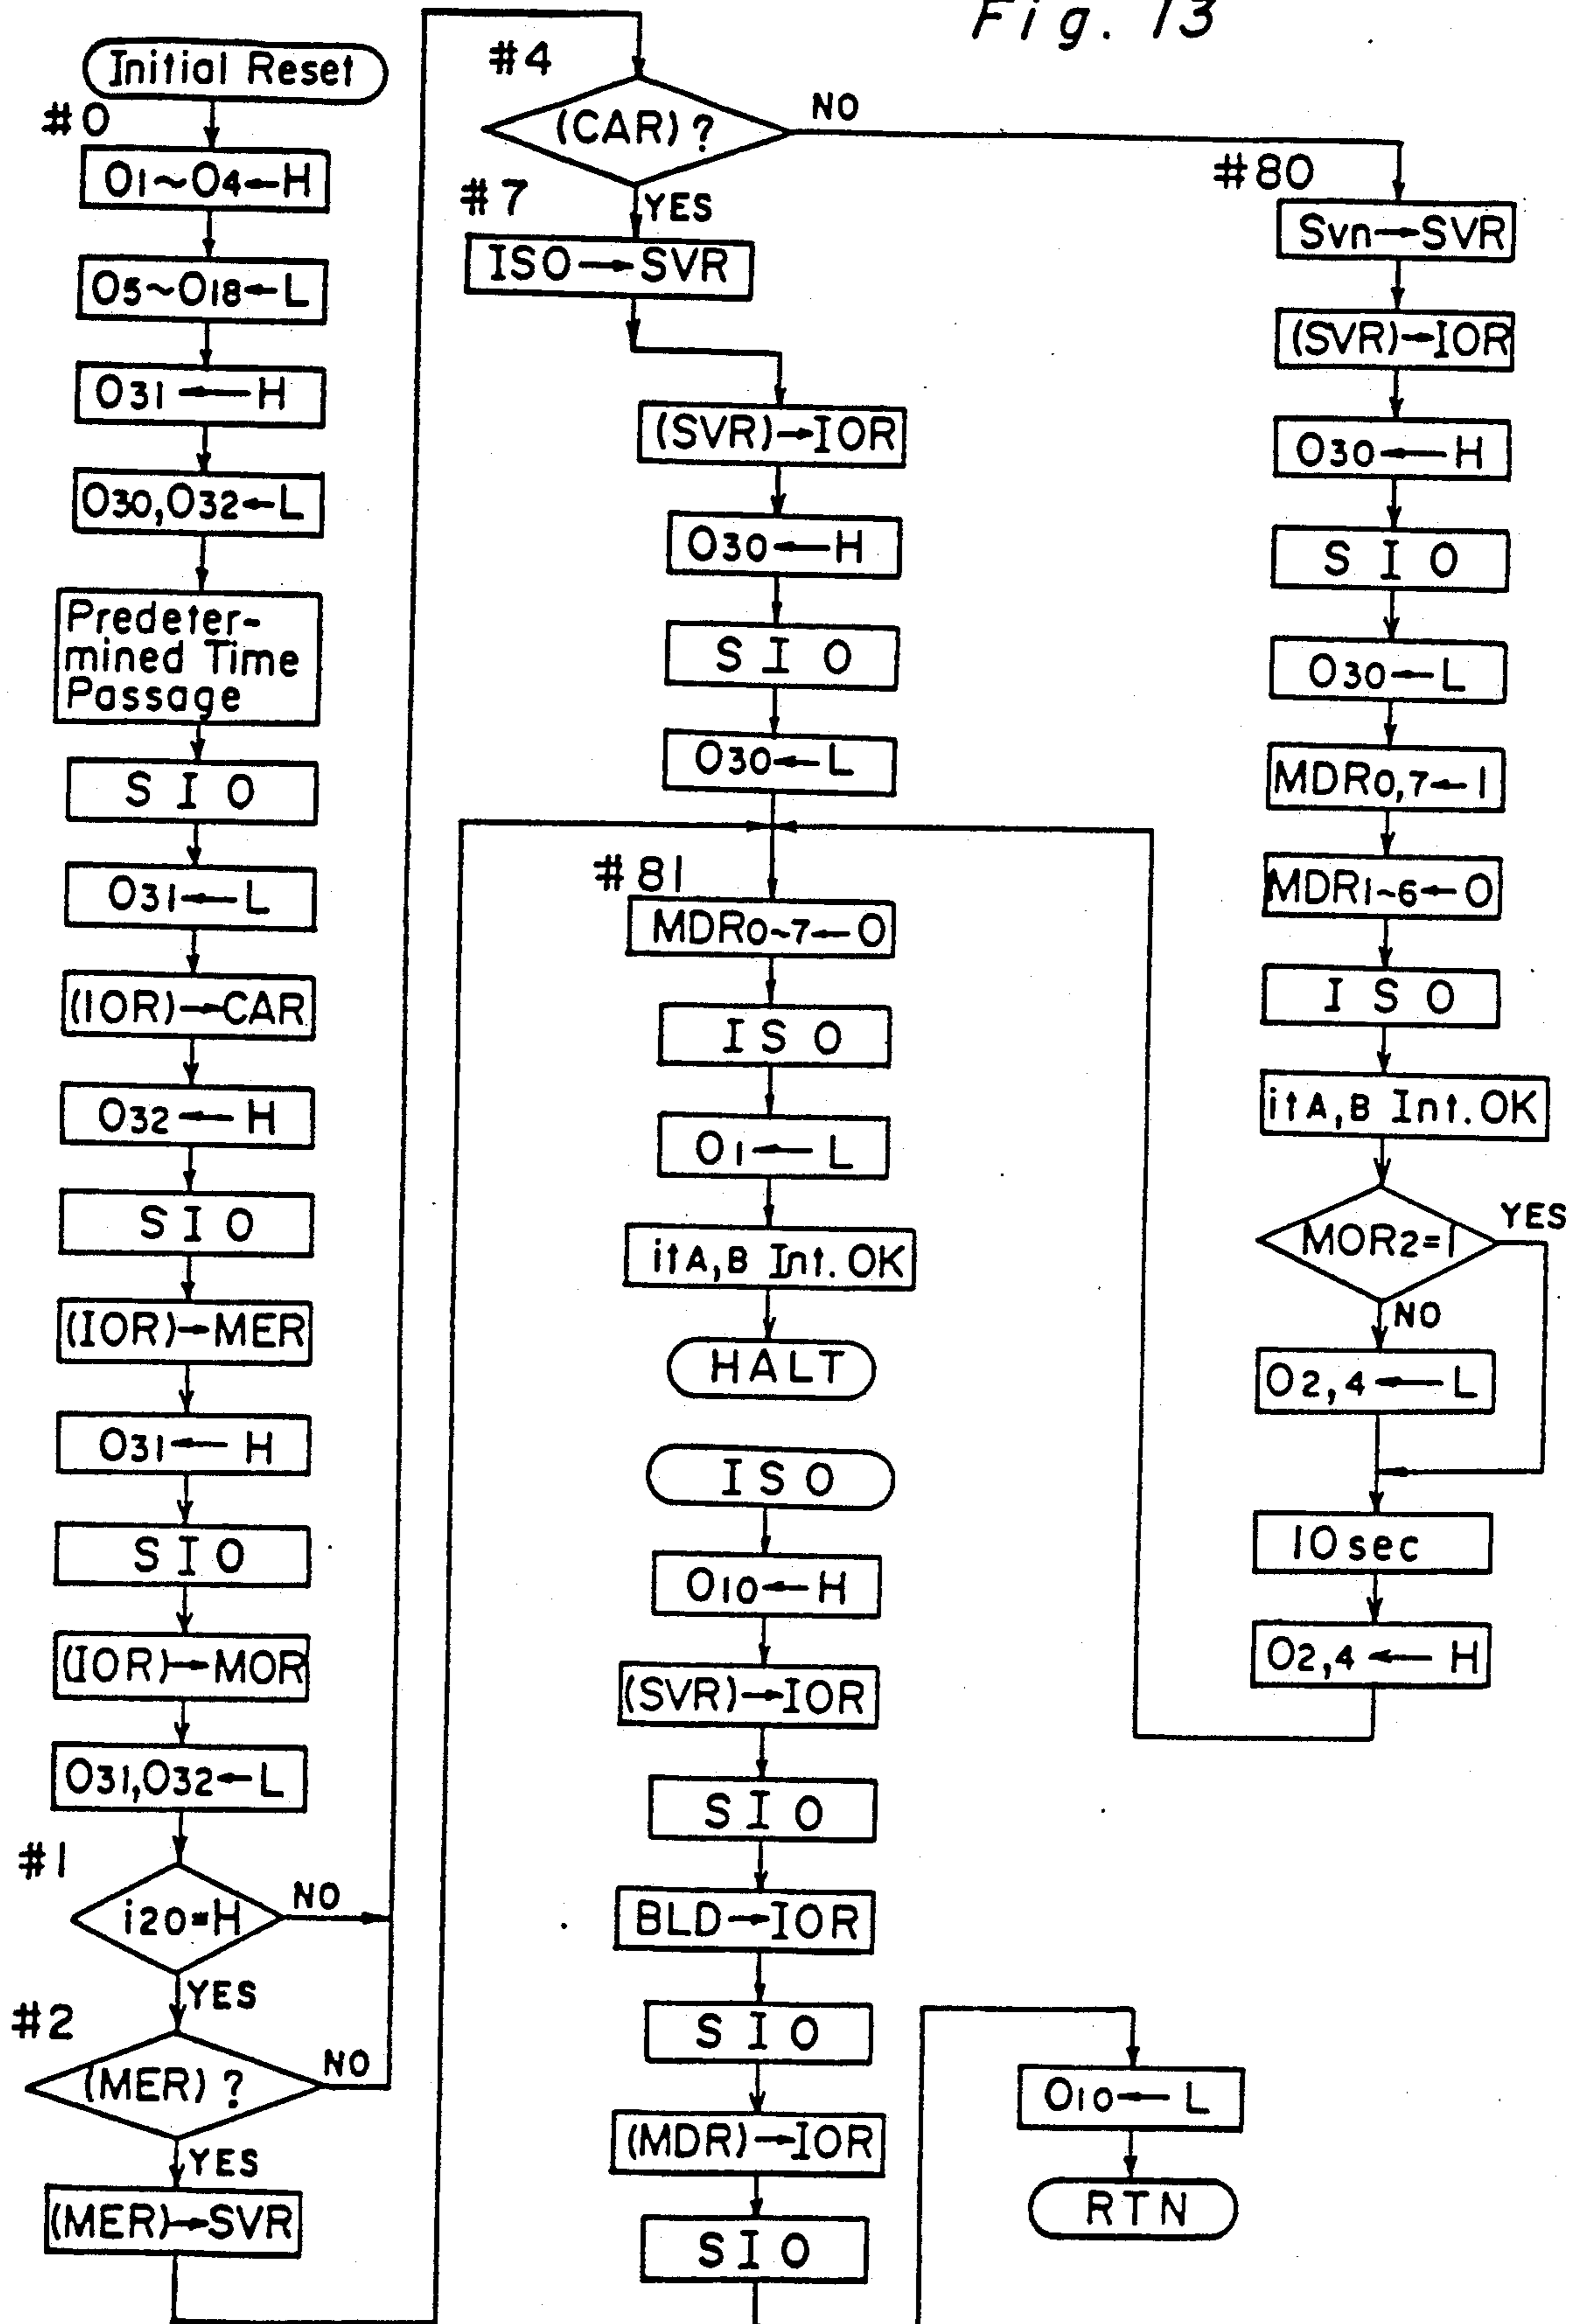 Fig. 13
Initial Reset
#0
O1~O4←H
O5~O18←L
O31←H
O30,O32←L
Predeter-
mined Time
Passage
SIO
O31←L
(IOR)→CAR
O32←H
SIO
(IOR)→MER
O31←H
SIO
(IOR)→MOR
O31,O32←L
#1
i20=H
NO
YES
#2
(MER)?
NO
YES
(MER)→SVR
#4
(CAR)?
NO
YES
#7
ISO→SVR
(SVR)→IOR
O30←H
SIO
O30←L
#81
MDR0~7←0
ISO
O1←L
itA,B Int.OK
HALT
ISO
O10←H
(SVR)→IOR
SIO
BLD→IOR
SIO
(MDR)→IOR
SIO
O10←L
RTN
#80
Svn→SVR
(SVR)→IOR
O30←H
SIO
O30←L
MDR0,7←1
MDR1~6←0
ISO
itA,B Int.OK
MOR2=1
YES
NO
O2,4←L
10sec
O2,4←H